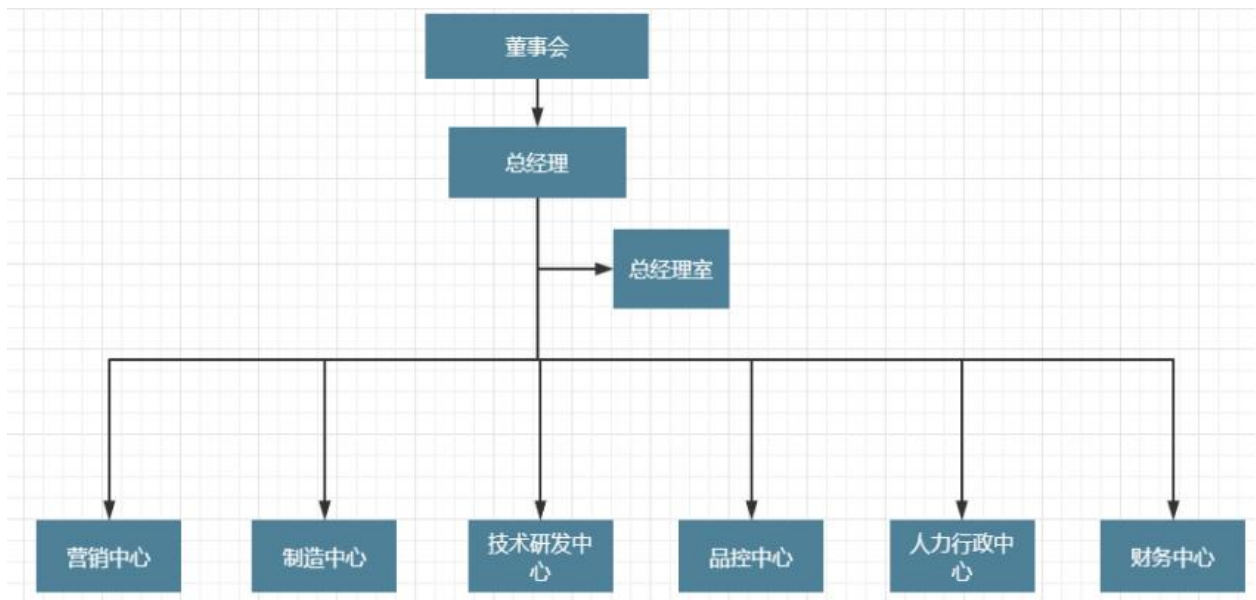 董事会
总经理
总经理室
营销中心
制造中心
技术研发中
心
品控中心
人力行政中
心
财务中心